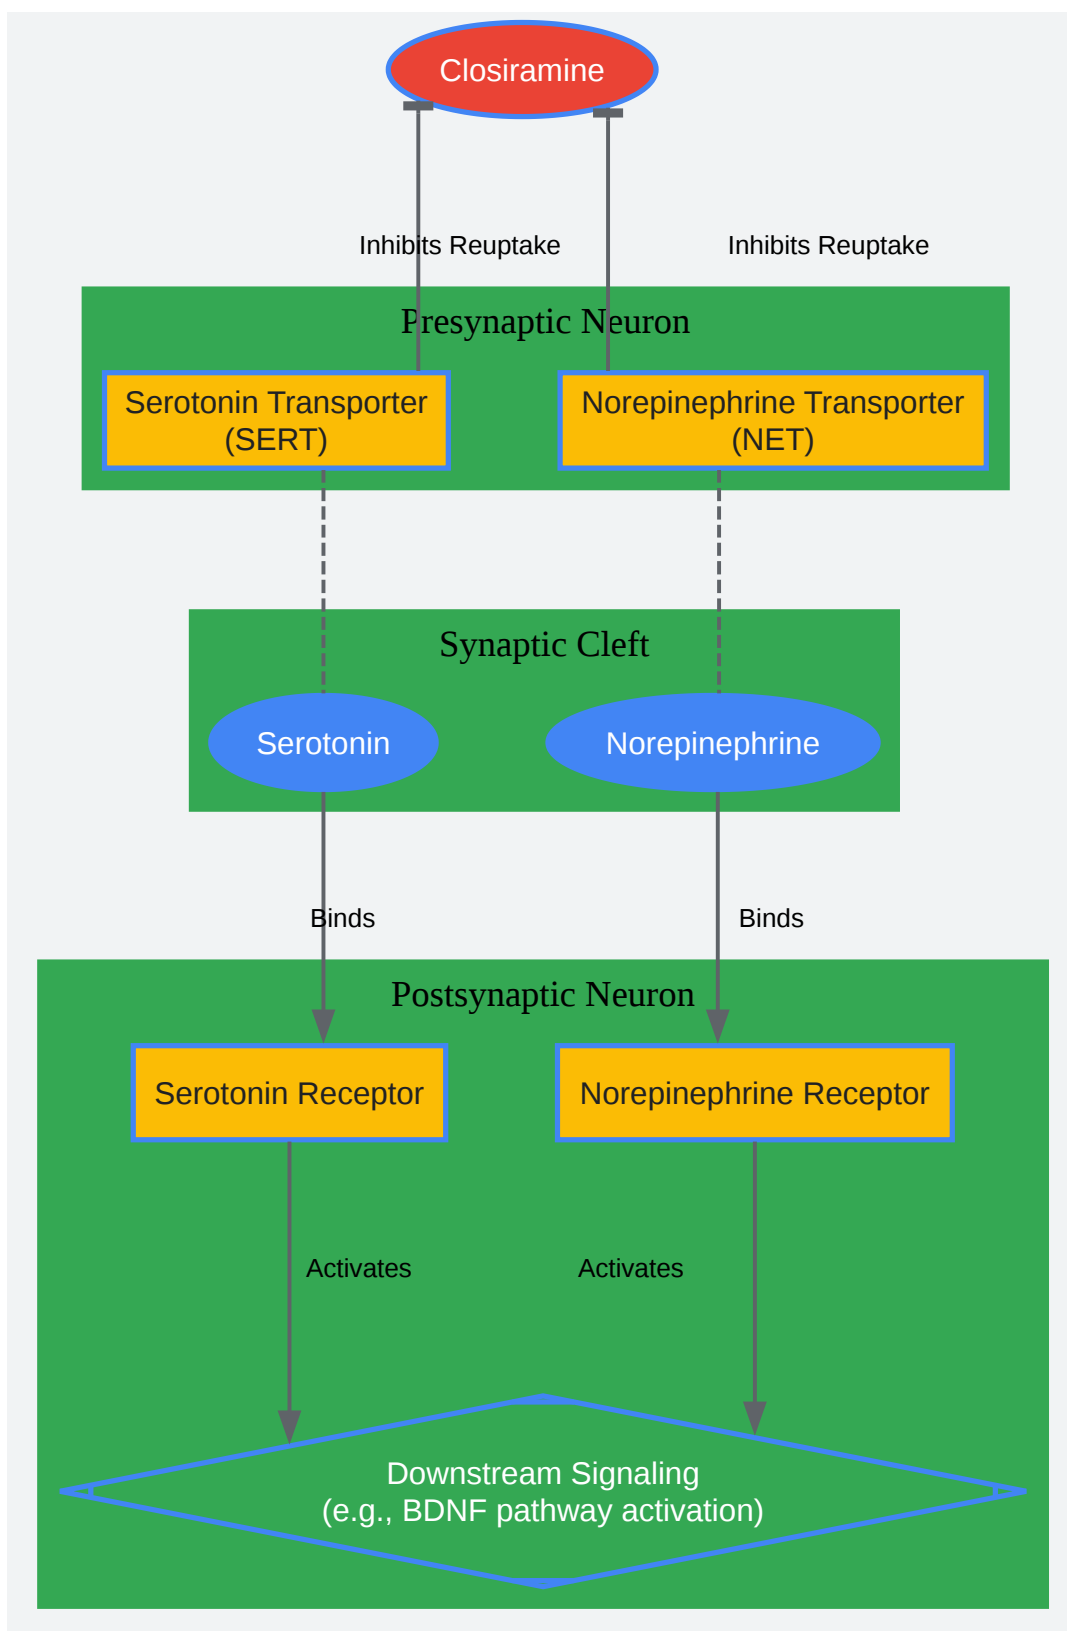 Closiramine
Inhibits Reuptake
Inhibits Reuptake
Presynaptic Neuron
Serotonin Transporter
(SERT)
Norepinephrine Transporter
(NET)
Synaptic Cleft
Serotonin
Norepinephrine
Binds
Binds
Postsynaptic Neuron
Serotonin Receptor
Norepinephrine Receptor
Activates
Activates
Downstream Signaling
(e.g., BDNF pathway activation)